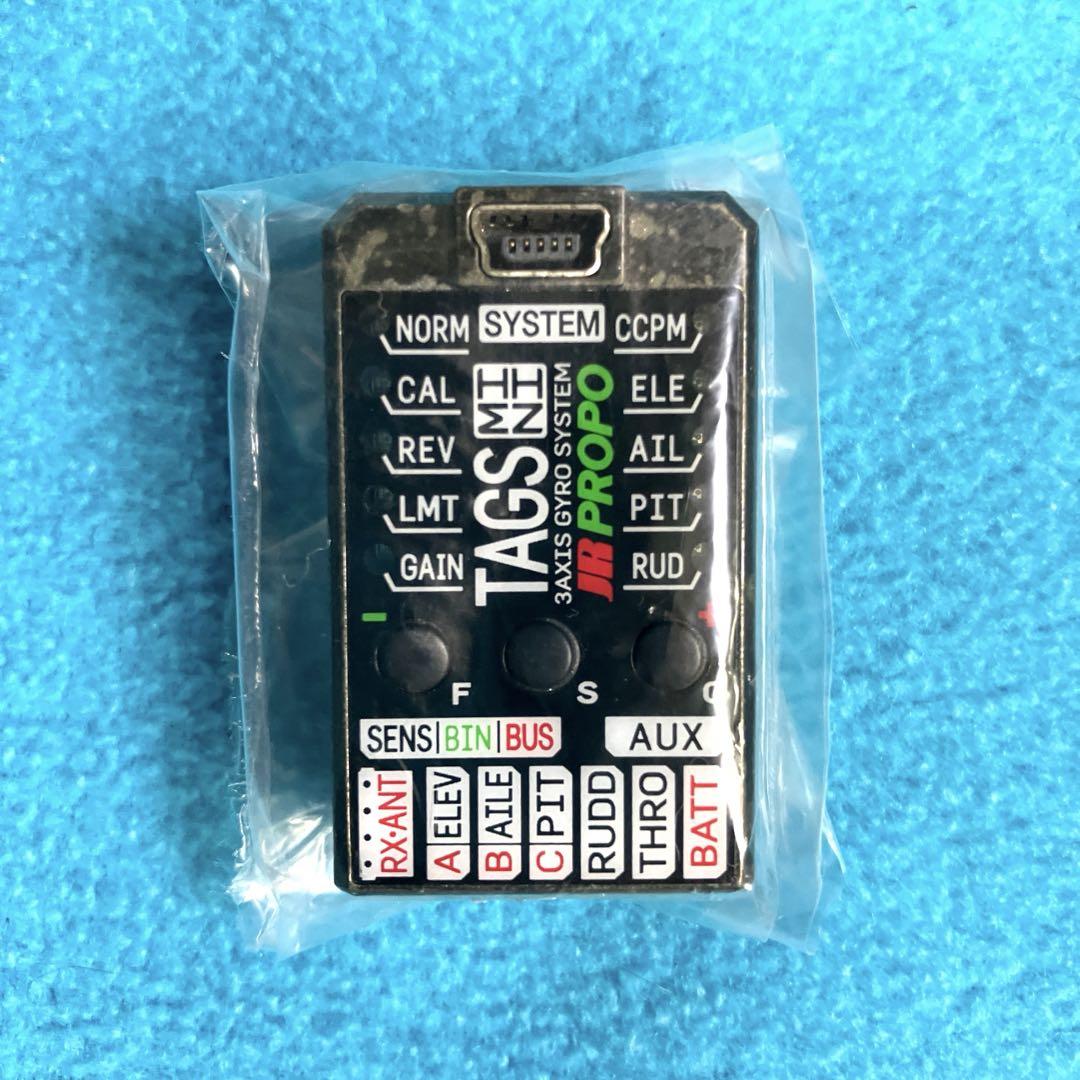 NORM SYSTEM CCPM
CAL ELE
REV AIL
LMT PIT
GAIN RUD
TAGS MINI
3AXIS GYRO SYSTEM
JR PROPO
- +
F S
SENS|BIN|BUS AUX
RX·ANT
A|ELEV
B|AILE
C|PIT
RUDD
THRO
BATT